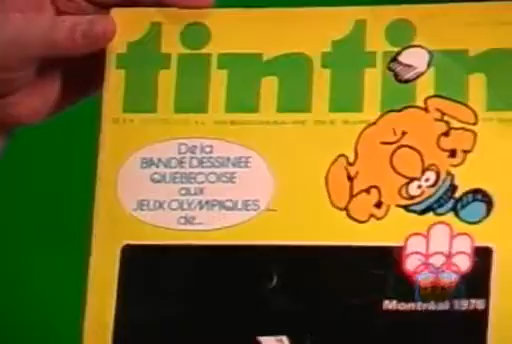 tintin
De la
BANDE DESSINEE
QUEBECOISE
aux
JEUX OLYMPIQUES
de...
Montréal 1976